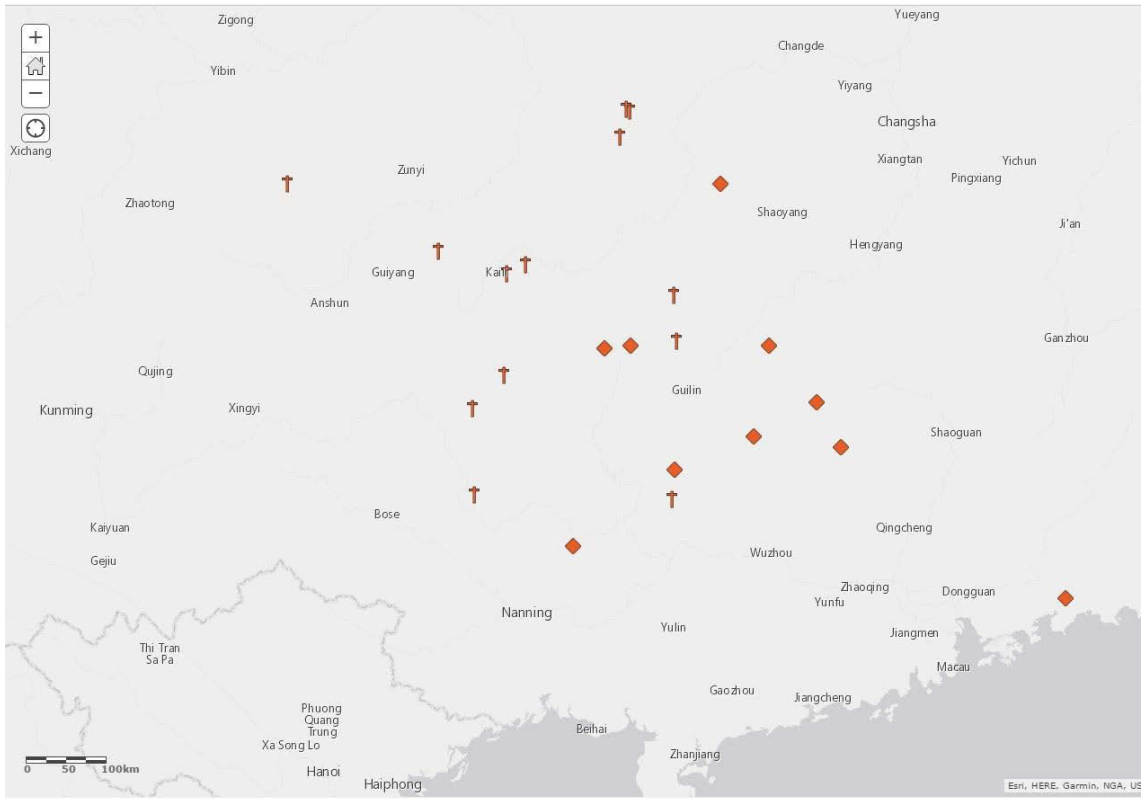 Zigong
Yueyang
Changde
Yibin
Yiyang
Changsha
Xichang
Xiangtan
Yichun
Zunyi
Pingxiang
Zhaotong
Shaoyang
Ji'an
Hengyang
Guiyang
Kaili
Anshun
Ganzhou
Qujing
Guilin
Kunming
Xingyi
Shaoguan
Bose
Kaiyuan
Qingcheng
Gejiu
Wuzhou
Zhaoqing
Dongguan
Yunfu
Nanning
Yulin
Jiangmen
Thi Tran
Sa Pa
Macau
Gaozhou
Jiangcheng
Phuong
Quang
Trung
Beihai
Xa Song Lo
Zhanjiang
Hanoi
Haiphong
0 50 100km
Esri, HERE, Garmin, NGA, US